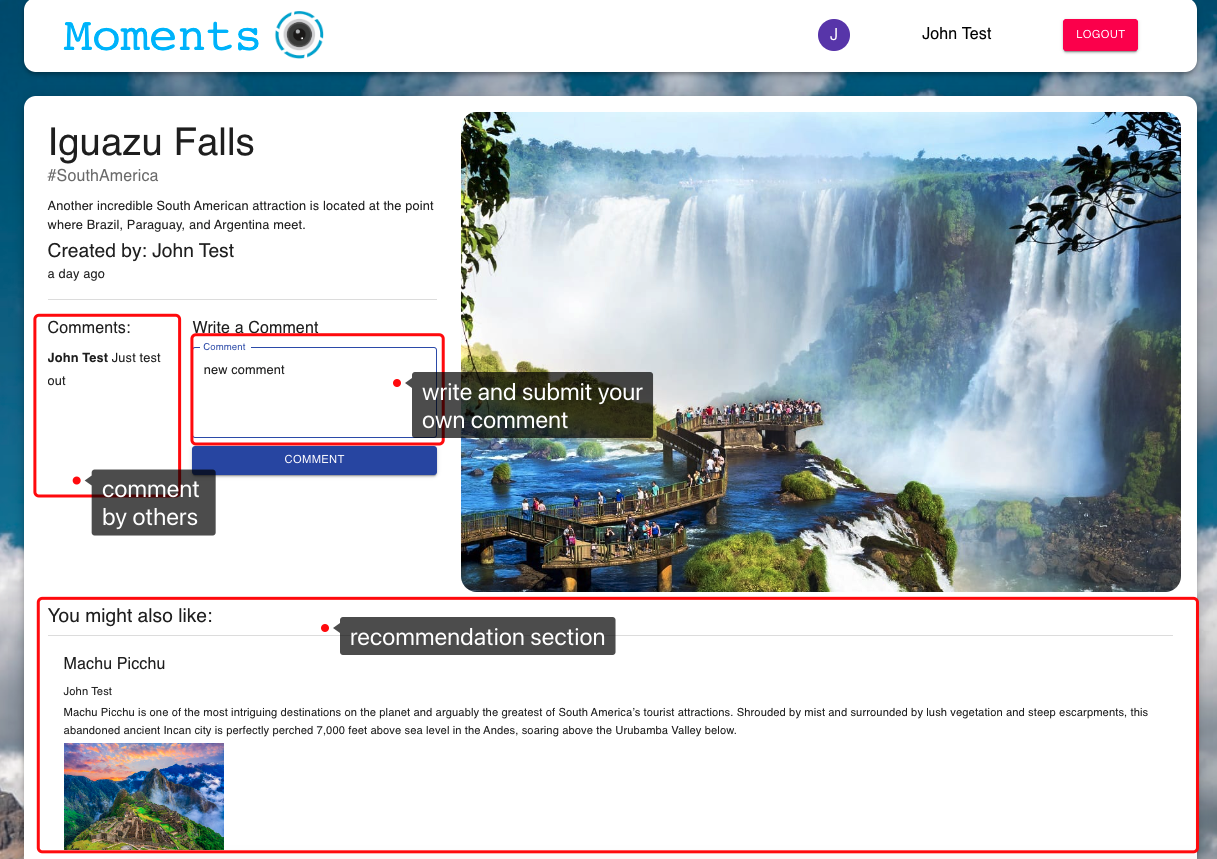 Moments
J
John Test
LOGOUT
Iguazu Falls
#SouthAmerica
Another incredible South American attraction is located at the point
where Brazil, Paraguay, and Argentina meet.
Created by: John Test
a day ago
Comments:
John Test Just test
out
comment
by others
Write a Comment
Comment
new comment
write and submit your
own comment
COMMENT
You might also like:
recommendation section
Machu Picchu
John Test
Machu Picchu is one of the most intriguing destinations on the planet and arguably the greatest of South America’s tourist attractions. Shrouded by mist and surrounded by lush vegetation and steep escarpments, this
abandoned ancient Incan city is perfectly perched 7,000 feet above sea level in the Andes, soaring above the Urubamba Valley below.